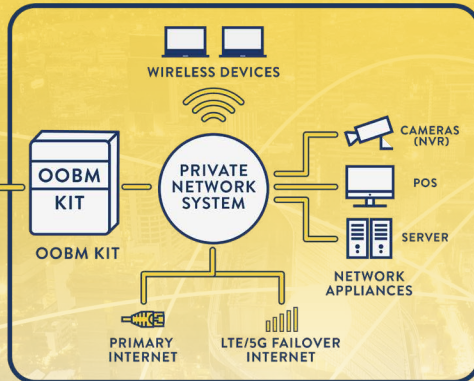 WIRELESS DEVICES
OOBM
KIT
OOBM KIT
PRIVATE
NETWORK
SYSTEM
CAMERAS
(NVR)
POS
SERVER
NETWORK
APPLIANCES
PRIMARY
INTERNET
LTE/5G FAILOVER
INTERNET